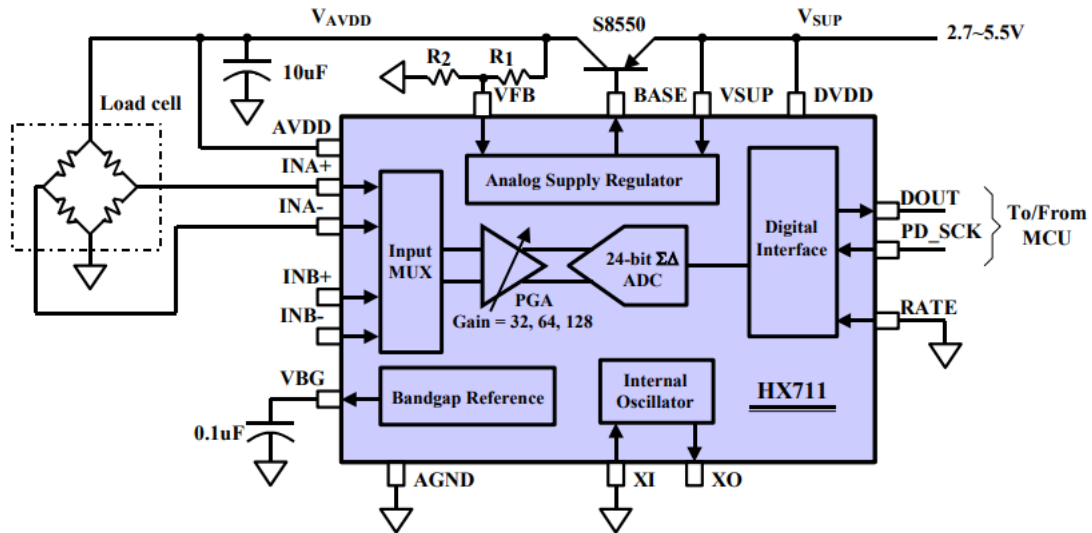 V_AVDD
S8550
V_SUP
2.7~5.5V
10uF
R2
R1
VFB
BASE
VSUP
DVDD
Load cell
AVDD
INA+
INA-
INB+
INB-
VBG
0.1uF
Analog Supply Regulator
Input
MUX
PGA
Gain = 32, 64, 128
24-bit ΣΔ
ADC
Digital
Interface
DOUT
PD_SCK
To/From
MCU
RATE
Bandgap Reference
Internal
Oscillator
HX711
AGND
XI
XO